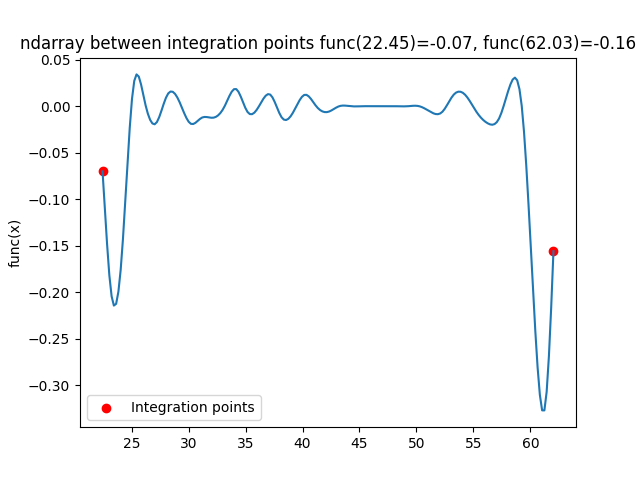 ndarray between integration points func(22.45)=-0.07, func(62.03)=-0.16
0.05
0.00
−0.05
−0.10
−0.15
−0.20
−0.25
−0.30
func(x)
Integration points
25 30 35 40 45 50 55 60